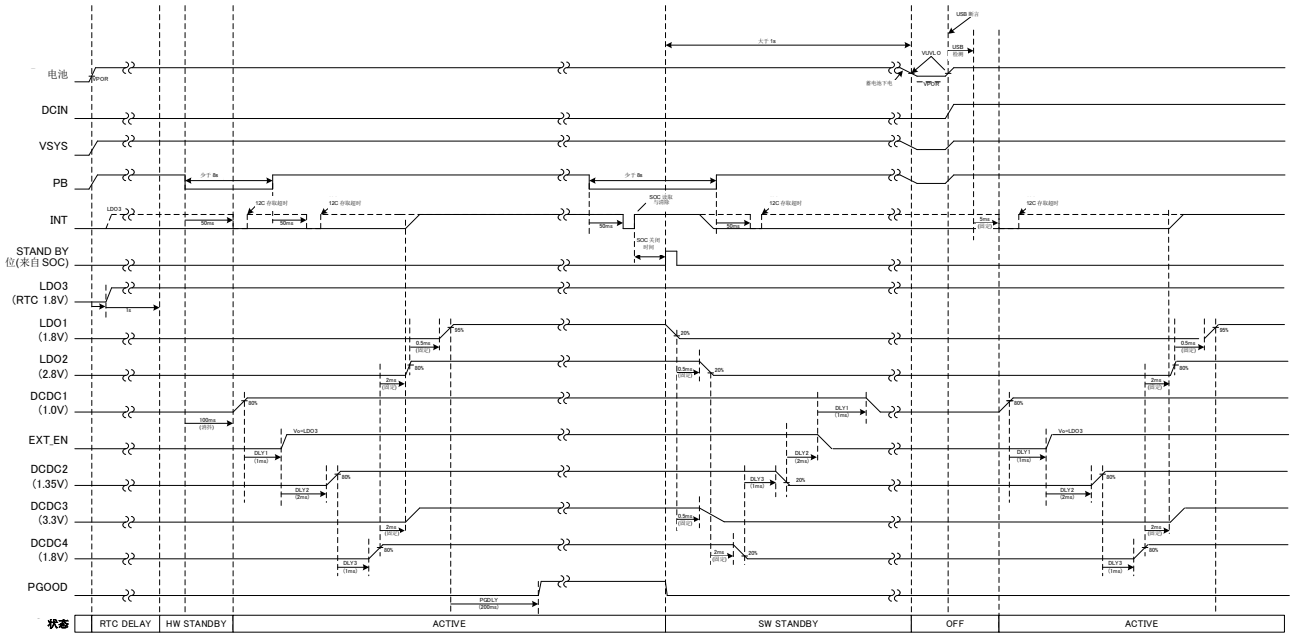 USB 断言
大于 1s
USB
检测
VUVLO
电池
VPOR
蓄电池下电
VPOR
DCIN
VSYS
PB
少于 8s
少于 8s
INT
LDO3
50ms
12C 存取超时
50ms
12C 存取超时
50ms
SOC 读取
与清除
50ms
12C 存取超时
5ms
(固定)
12C 存取超时
SOC 关闭
时间
STAND BY
位(来自 SOC)
LDO3
(RTC 1.8V)
1s
LDO1
(1.8V)
95%
20%
95%
0.5ms
(固定)
0.5ms
(固定)
LDO2
(2.8V)
80%
0.5ms
(固定)
20%
80%
2ms
(固定)
2ms
(固定)
DCDC1
(1.0V)
80%
DLY1
(1ms)
80%
100ms
EXT_EN
Vo=LDO3
Vo=LDO3
DLY1
(1ms)
DLY2
(2ms)
DLY1
(1ms)
DCDC2
(1.35V)
80%
DLY3
(1ms)
20%
80%
DLY2
(2ms)
DLY2
(2ms)
DCDC3
(3.3V)
0.5ms
(固定)
2ms
(固定)
2ms
(固定)
DCDC4
(1.8V)
80%
2ms
(固定)
20%
80%
DLY3
(1ms)
DLY3
(1ms)
PGOOD
PGDLY
(200ms)
状态 RTC DELAY HW STANDBY ACTIVE SW STANDBY OFF ACTIVE